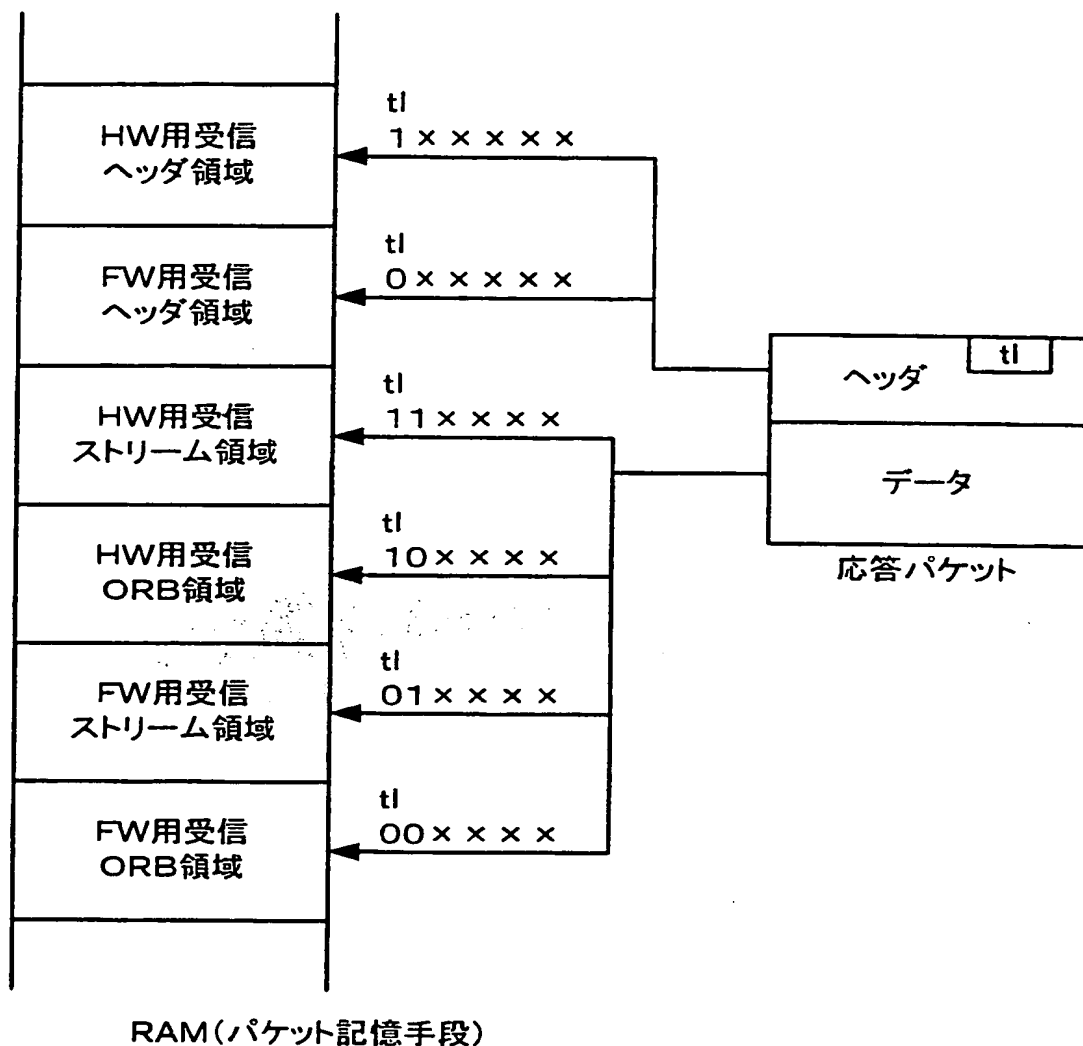 HW用受信
ヘッダ領域
tl
1×××××
FW用受信
ヘッダ領域
tl
0×××××
HW用受信
ストリーム領域
tl
11××××
HW用受信
ORB領域
tl
10××××
FW用受信
ストリーム領域
tl
01××××
FW用受信
ORB領域
tl
00××××
ヘッダ
tl
データ
応答パケット
RAM(パケット記憶手段)